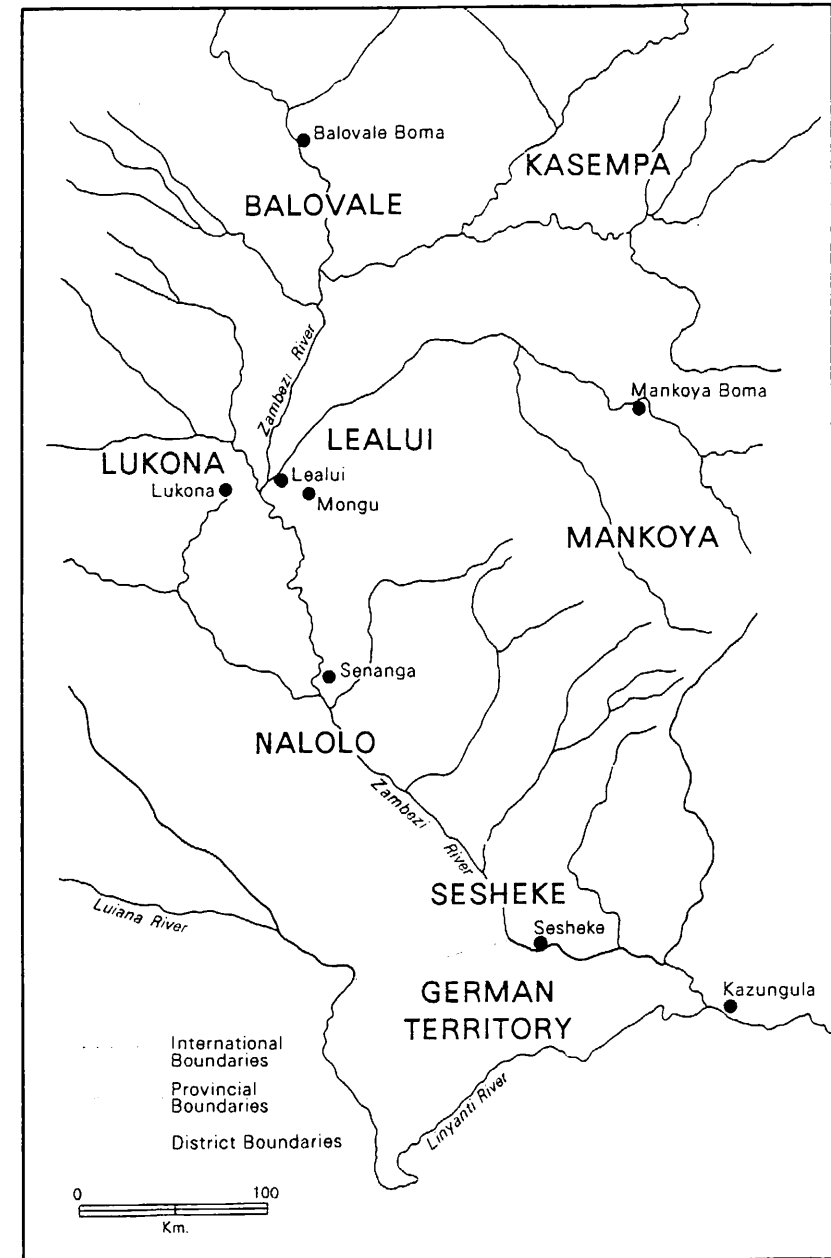 Balovale Boma
KASEMPA
BALOVALE
Zambezi River
Mankoya Boma
LEALUI
LUKONA
Lealui
Lukona
Mongu
MANKOYA
Senanga
NALOLO
Zambezi River
SESHEKE
Luiana River
Sesheke
GERMAN
TERRITORY
Kazungula
International
Boundaries
Provincial
Boundaries
Linyanti River
District Boundaries
0 100
Km.